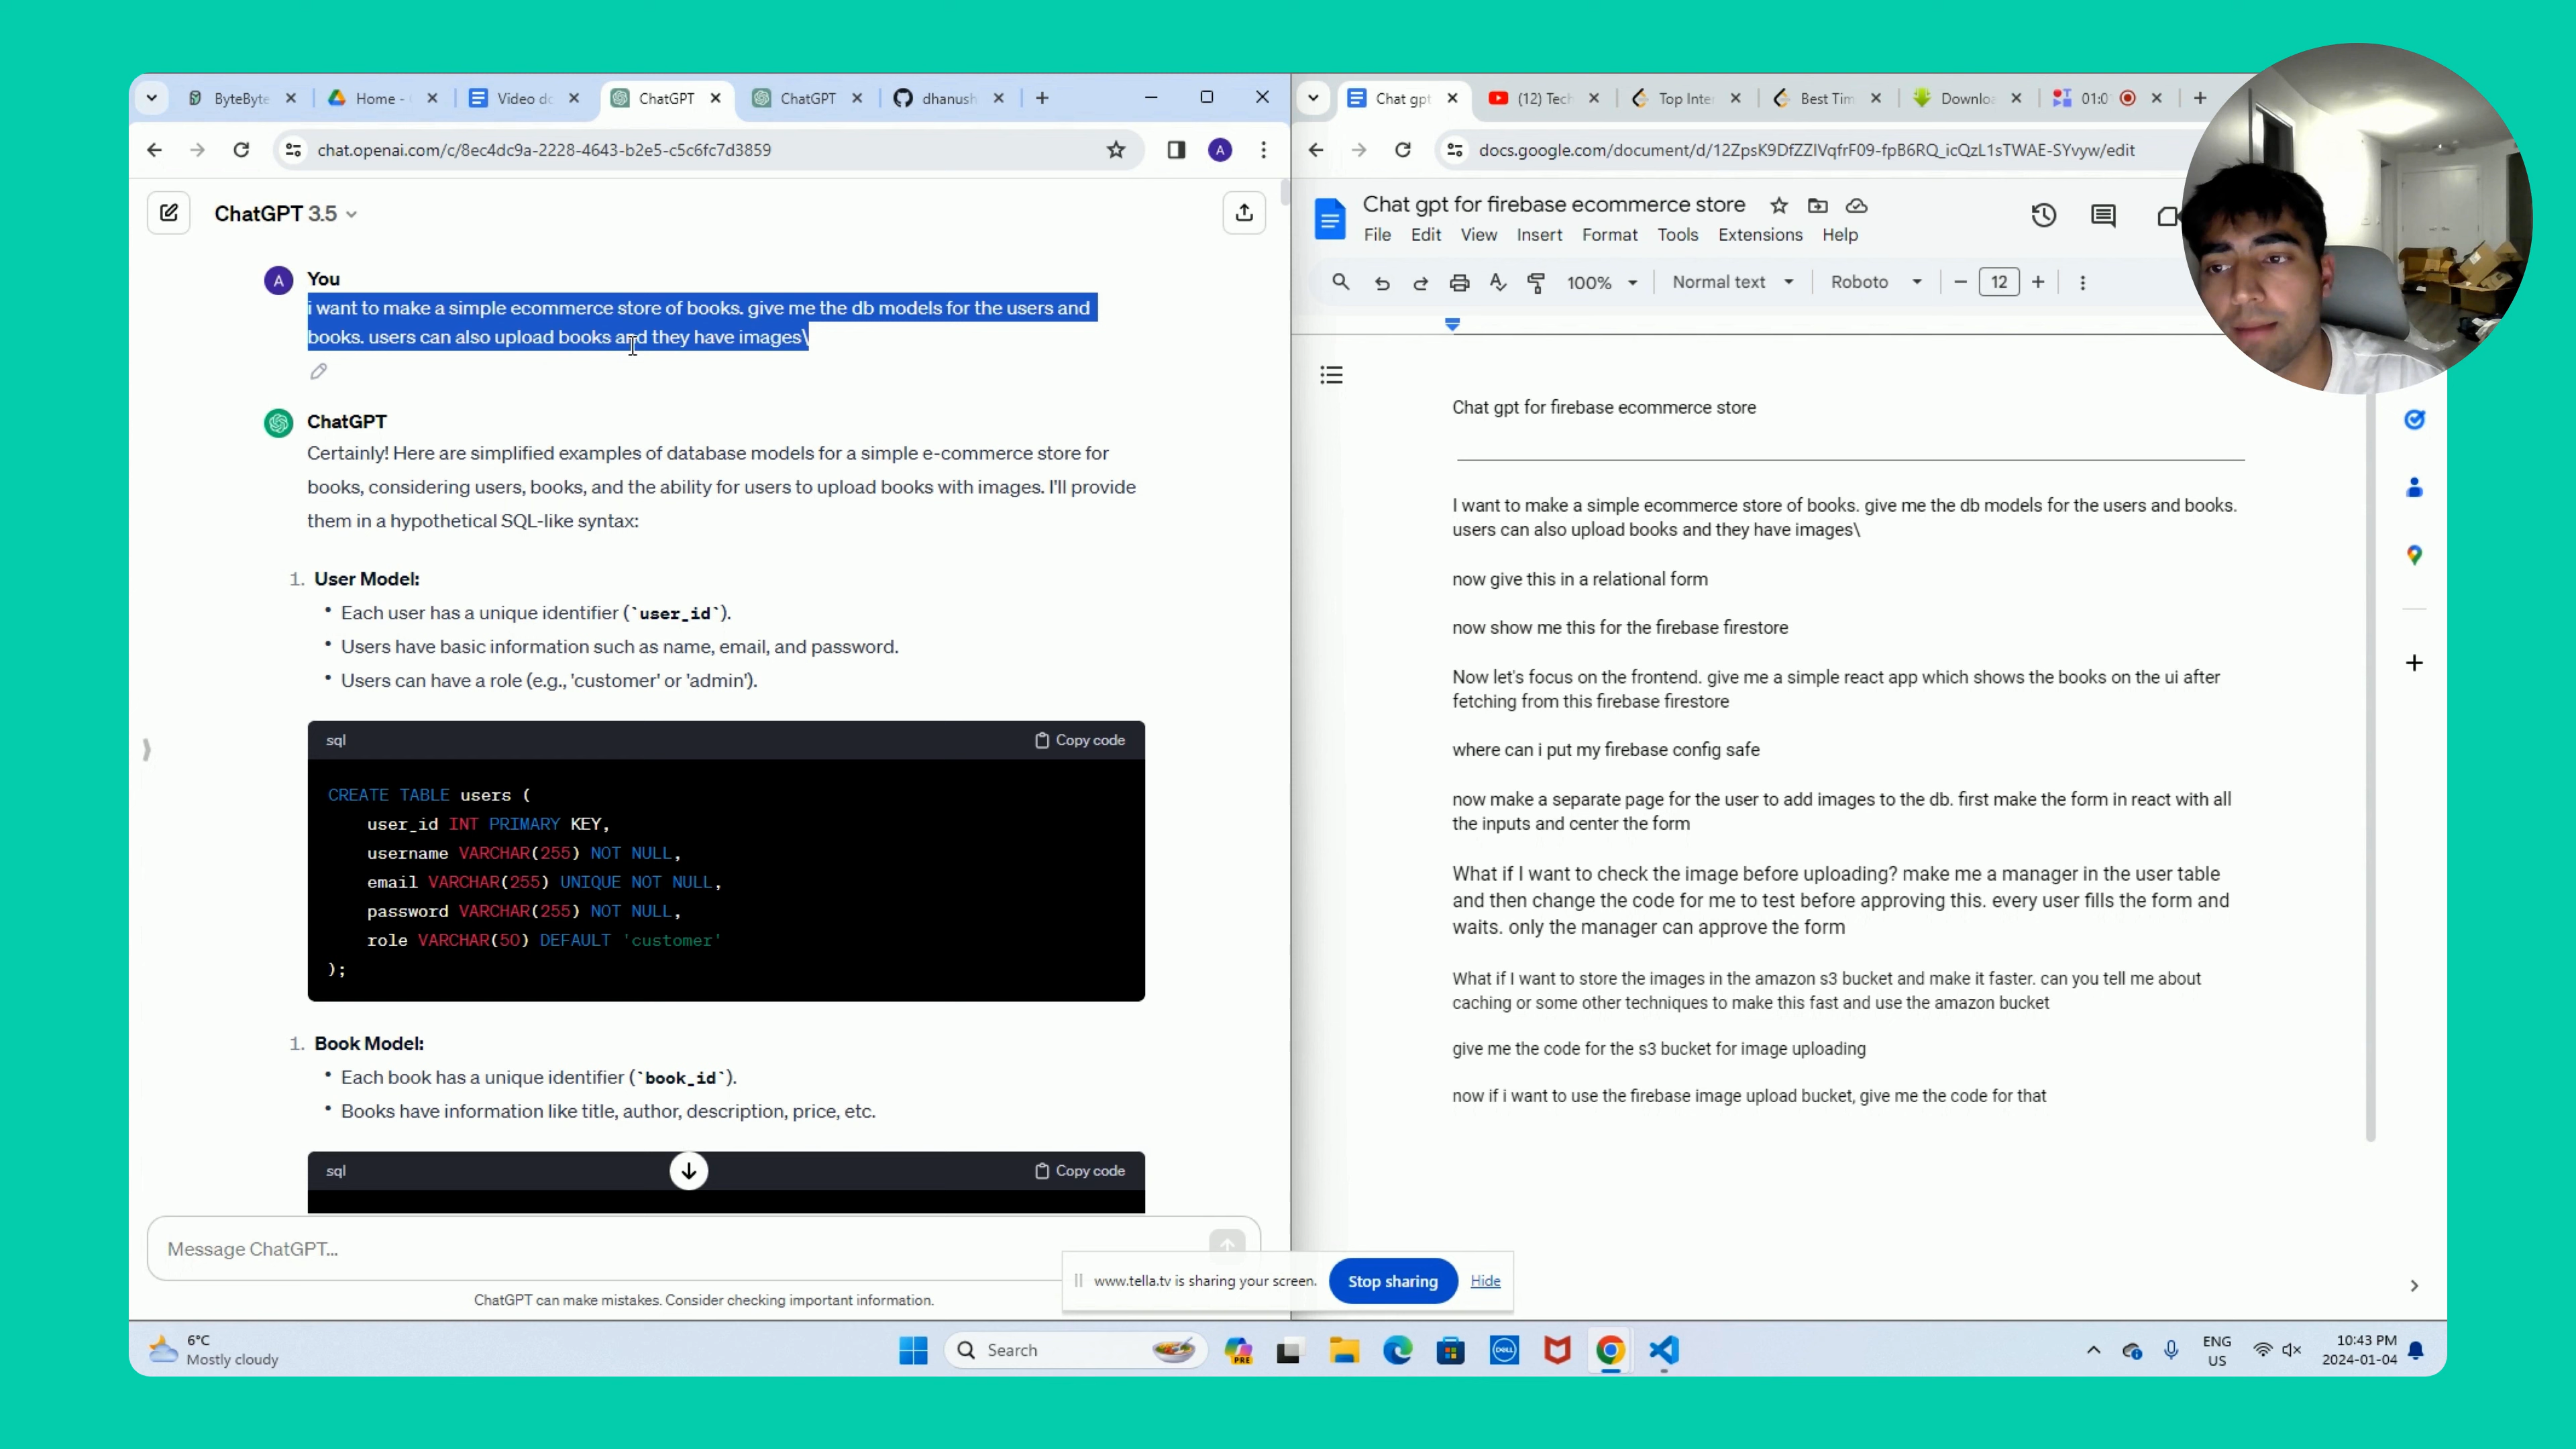 ByteByte
Home -
Video do
ChatGPT
ChatGPT
dhanush
chat.openai.com/c/8ec4dc9a-2228-4643-b2e5-c5c6fc7d3859
A
ChatGPT 3.5
A
You
i want to make a simple ecommerce store of books. give me the db models for the users and
books. users can also upload books and they have images\
ChatGPT
Certainly! Here are simplified examples of database models for a simple e-commerce store for
books, considering users, books, and the ability for users to upload books with images. I'll provide
them in a hypothetical SQL-like syntax:
1. User Model:
• Each user has a unique identifier (`user_id`).
• Users have basic information such as name, email, and password.
• Users can have a role (e.g., 'customer' or 'admin').
sql
Copy code
CREATE TABLE users (
user_id INT PRIMARY KEY,
username VARCHAR(255) NOT NULL,
email VARCHAR(255) UNIQUE NOT NULL,
password VARCHAR(255) NOT NULL,
role VARCHAR(50) DEFAULT 'customer'
);
1. Book Model:
• Each book has a unique identifier (`book_id`).
• Books have information like title, author, description, price, etc.
sql
Copy code
Message ChatGPT...
ChatGPT can make mistakes. Consider checking important information.
Chat gpt
(12) Tech
Top Inter
Best Tim
Downloa
01:0
docs.google.com/document/d/12ZpsK9DfZZIVqfrF09-fpB6RQ_icQzL1sTWAE-SYvyw/edit
Chat gpt for firebase ecommerce store
File Edit View Insert Format Tools Extensions Help
100% Normal text Roboto 12
Chat gpt for firebase ecommerce store
I want to make a simple ecommerce store of books. give me the db models for the users and books.
users can also upload books and they have images\
now give this in a relational form
now show me this for the firebase firestore
Now let's focus on the frontend. give me a simple react app which shows the books on the ui after
fetching from this firebase firestore
where can i put my firebase config safe
now make a separate page for the user to add images to the db. first make the form in react with all
the inputs and center the form
What if I want to check the image before uploading? make me a manager in the user table
and then change the code for me to test before approving this. every user fills the form and
waits. only the manager can approve the form
What if I want to store the images in the amazon s3 bucket and make it faster. can you tell me about
caching or some other techniques to make this fast and use the amazon bucket
give me the code for the s3 bucket for image uploading
now if i want to use the firebase image upload bucket, give me the code for that
www.tella.tv is sharing your screen.
Stop sharing
Hide
6°C
Mostly cloudy
Search
PRE
DELL
ENG
US
10:43 PM
2024-01-04